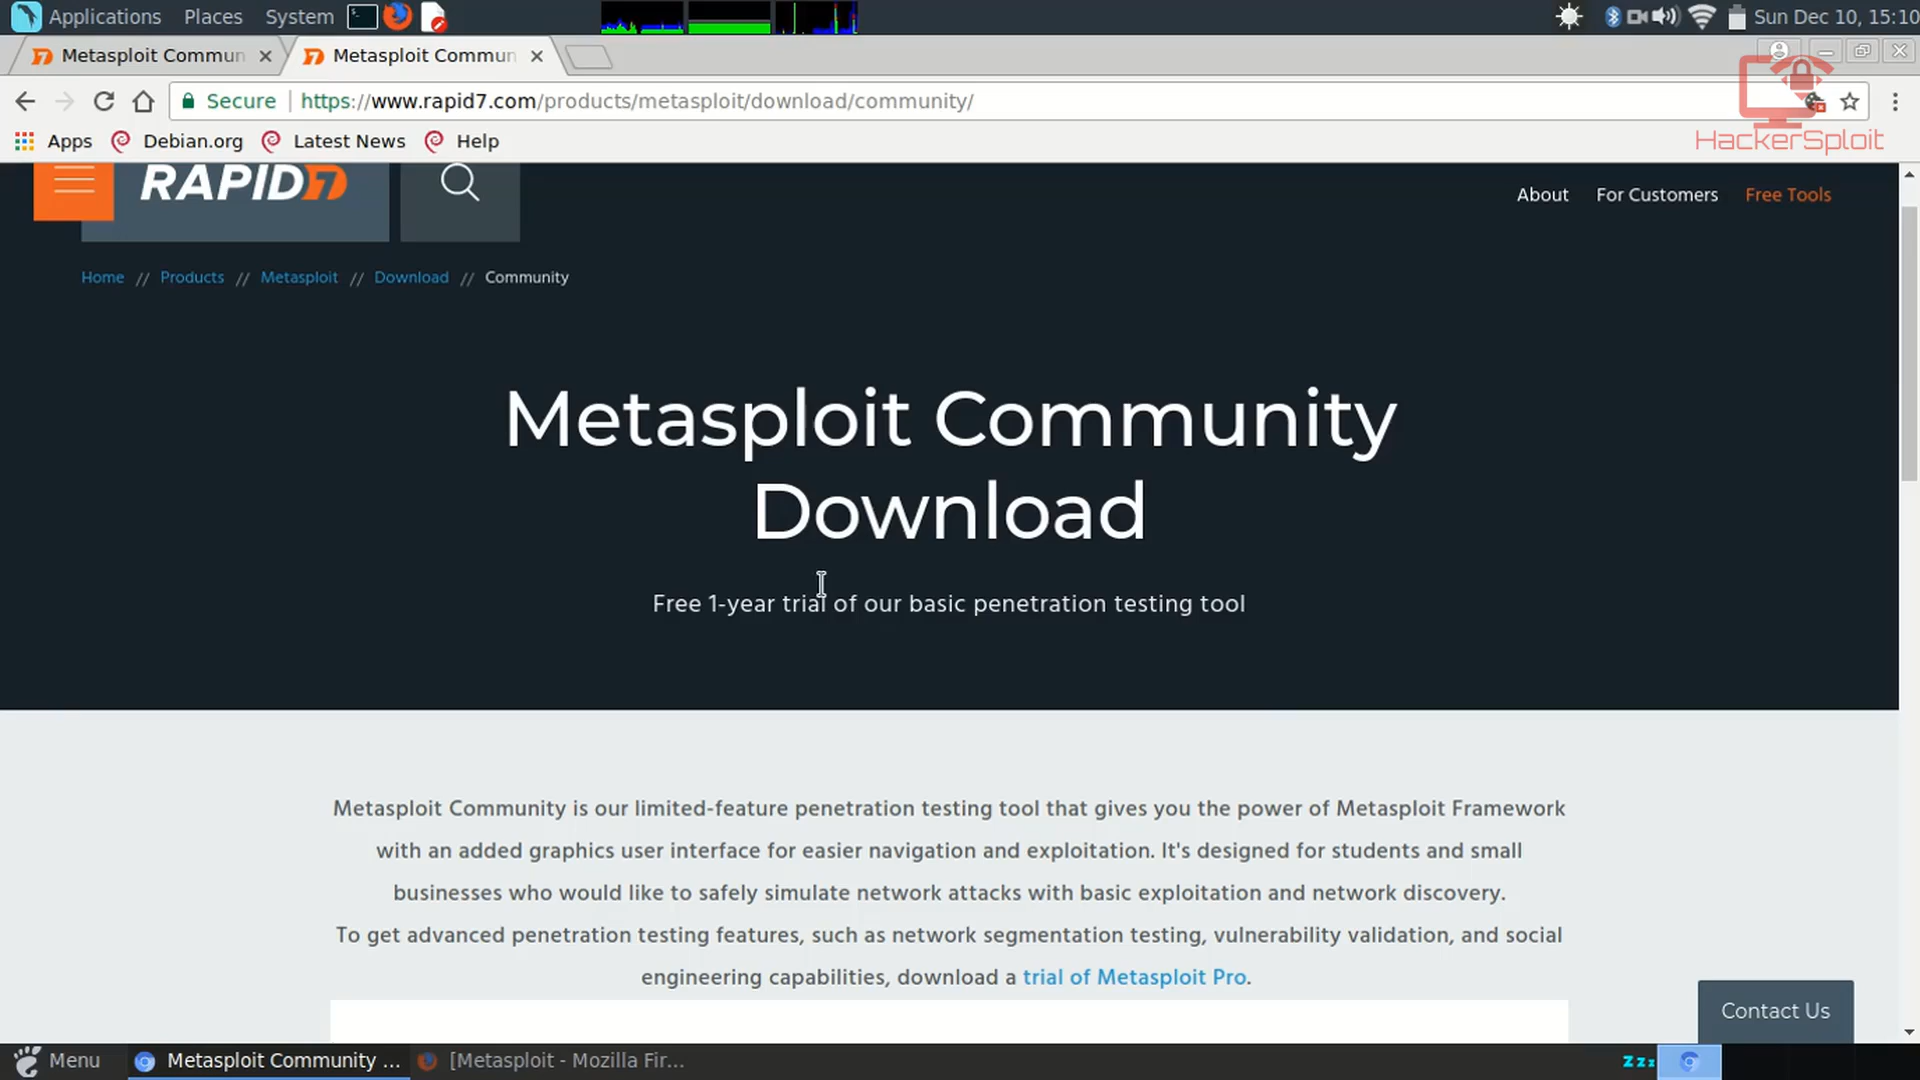 Applications Places System Sun Dec 10, 15:10
Metasploit Commun Metasploit Commun
Secure https://www.rapid7.com/products/metasploit/download/community/
HackerSploit
Apps Debian.org Latest News Help
RAPID7
About For Customers Free Tools
Home // Products // Metasploit // Download // Community
Metasploit Community
Download
Free 1-year trial of our basic penetration testing tool
Metasploit Community is our limited-feature penetration testing tool that gives you the power of Metasploit Framework
with an added graphics user interface for easier navigation and exploitation. It's designed for students and small
businesses who would like to safely simulate network attacks with basic exploitation and network discovery.
To get advanced penetration testing features, such as network segmentation testing, vulnerability validation, and social
engineering capabilities, download a trial of Metasploit Pro.
Contact Us
Menu Metasploit Community ... [Metasploit - Mozilla Fir... zzz